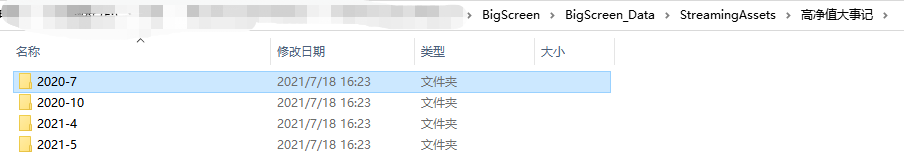 BigScreen > BigScreen_Data > StreamingAssets > 高净值大事记 >
名称 修改日期 类型 大小
2020-7 2021/7/18 16:23 文件夹
2020-10 2021/7/18 16:23 文件夹
2021-4 2021/7/18 16:23 文件夹
2021-5 2021/7/18 16:23 文件夹